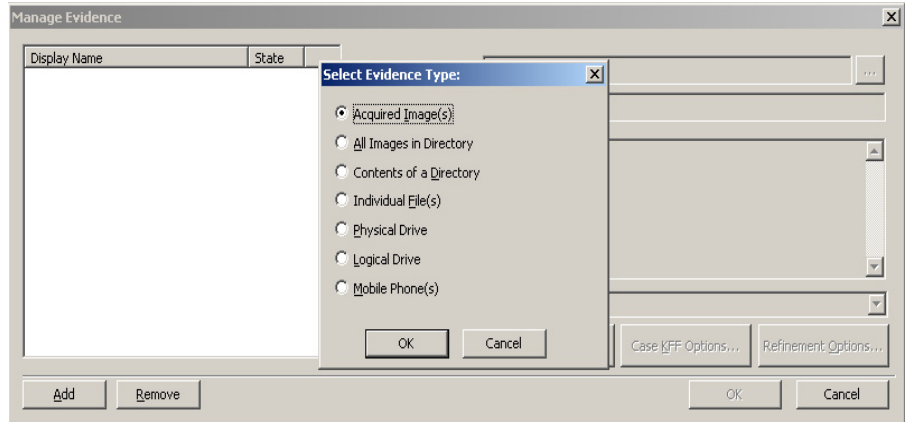 Manage Evidence
Display Name State
Select Evidence Type:
Acquired Image(s)
All Images in Directory
Contents of a Directory
Individual File(s)
Physical Drive
Logical Drive
Mobile Phone(s)
OK Cancel
...
Case KFF Options... Refinement Options...
Add Remove OK Cancel